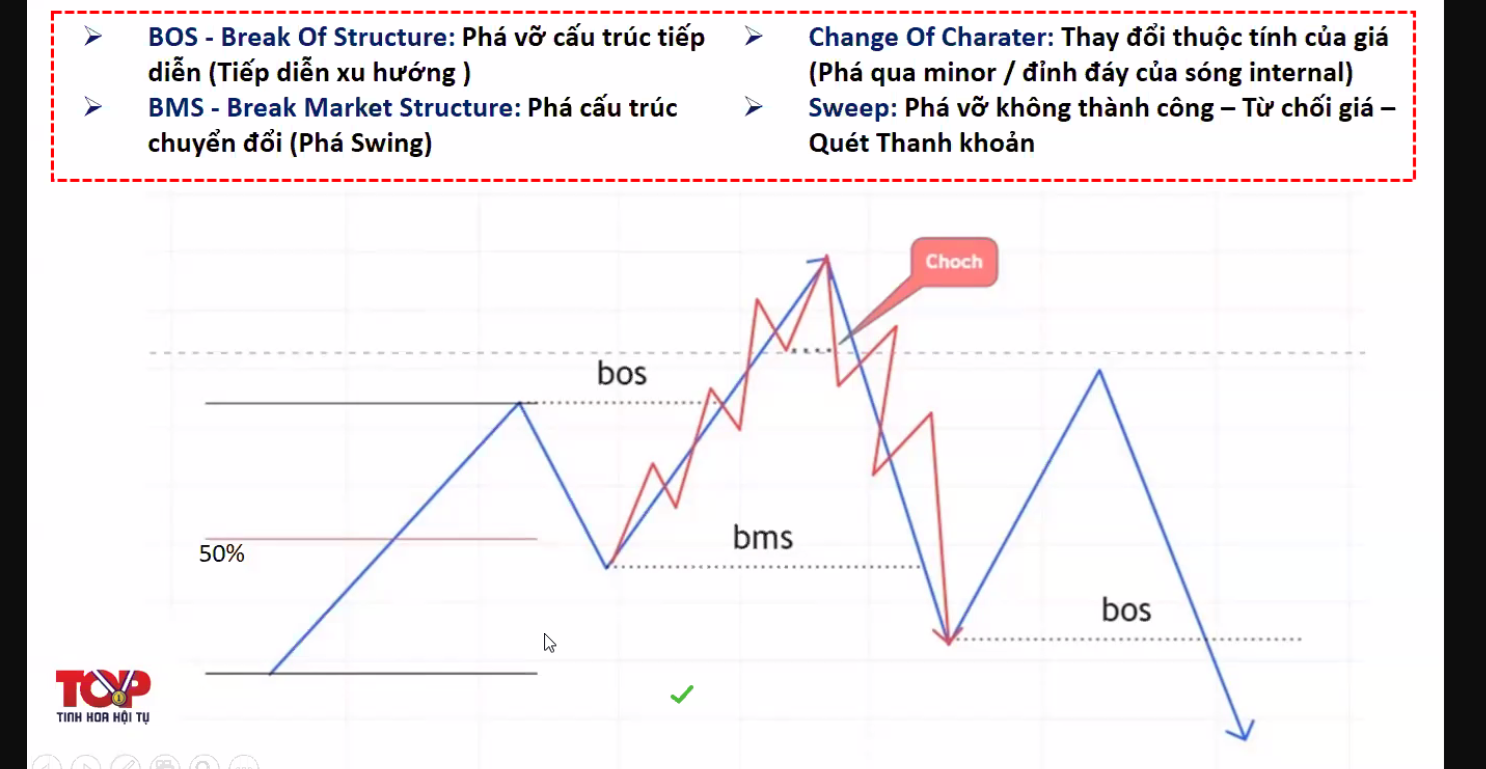 BOS - Break Of Structure: Phá vỡ cấu trúc tiếp
diễn (Tiếp diễn xu hướng )
BMS - Break Market Structure: Phá cấu trúc
chuyển đổi (Phá Swing)
Change Of Charater: Thay đổi thuộc tính của giá
(Phá qua minor / đỉnh đáy của sóng internal)
Sweep: Phá vỡ không thành công – Từ chối giá –
Quét Thanh khoản
Choch
bos
bms
50%
bos
TOP
TINH HOA HỘI TỤ